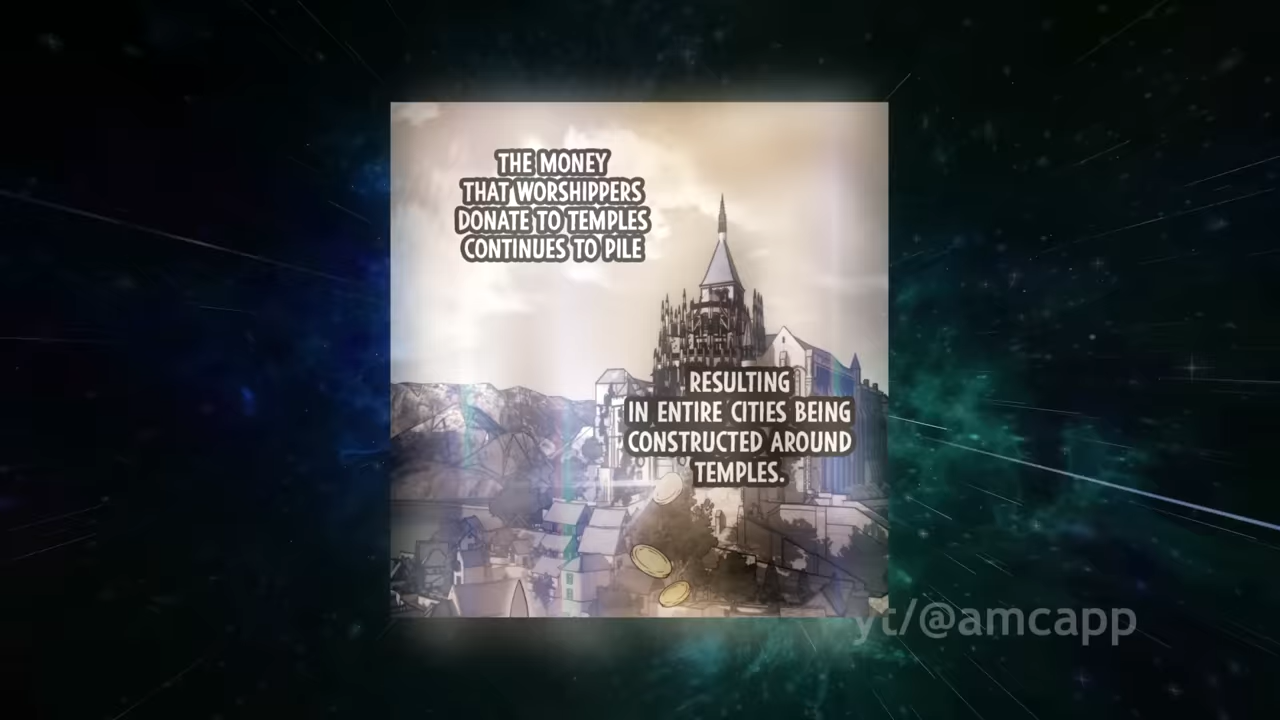 THE MONEY
THAT WORSHIPPERS
DONATE TO TEMPLES
CONTINUES TO PILE
RESULTING
IN ENTIRE CITIES BEING
CONSTRUCTED AROUND
TEMPLES.
yt/@amcapp